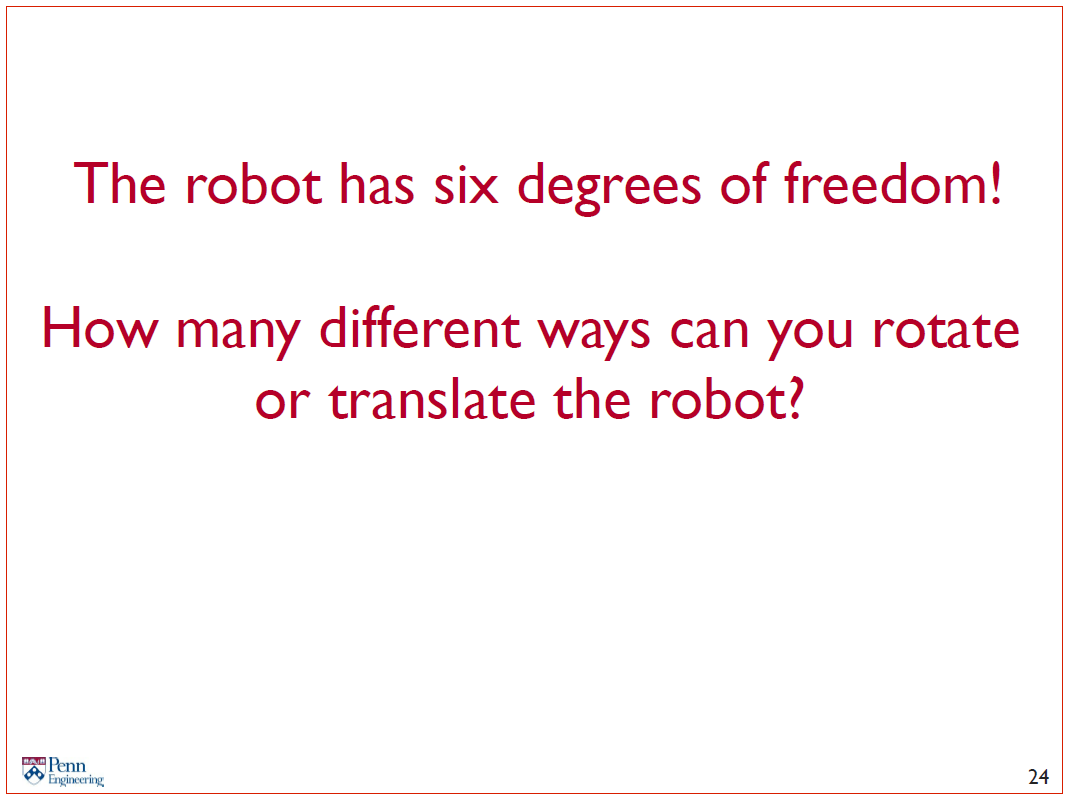 The robot has six degrees of freedom!
How many different ways can you rotate
or translate the robot?
Penn
Engineering
24